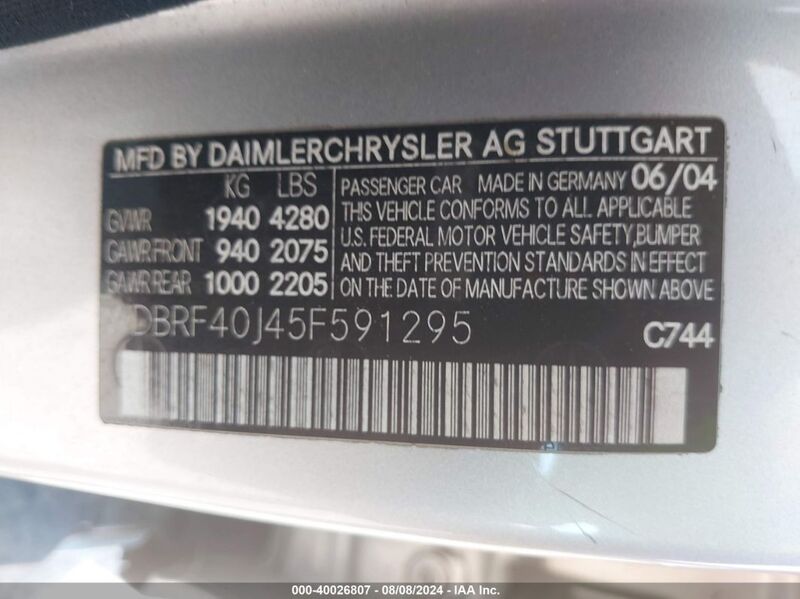 MFD BY DAIMLERCHRYSLER AG STUTTGART
KG LBS
GVWR 1940 4280
GAWR FRONT 940 2075
GAWR REAR 1000 2205
PASSENGER CAR MADE IN GERMANY 06/04
THIS VEHICLE CONFORMS TO ALL APPLICABLE
U.S. FEDERAL MOTOR VEHICLE SAFETY,BUMPER
AND THEFT PREVENTION STANDARDS IN EFFECT
ON THE DATE OF MANUFACTURE SHOWN ABOVE
DBRF40J45F591295
C744
000-40026807 - 08/08/2024 - IAA Inc.